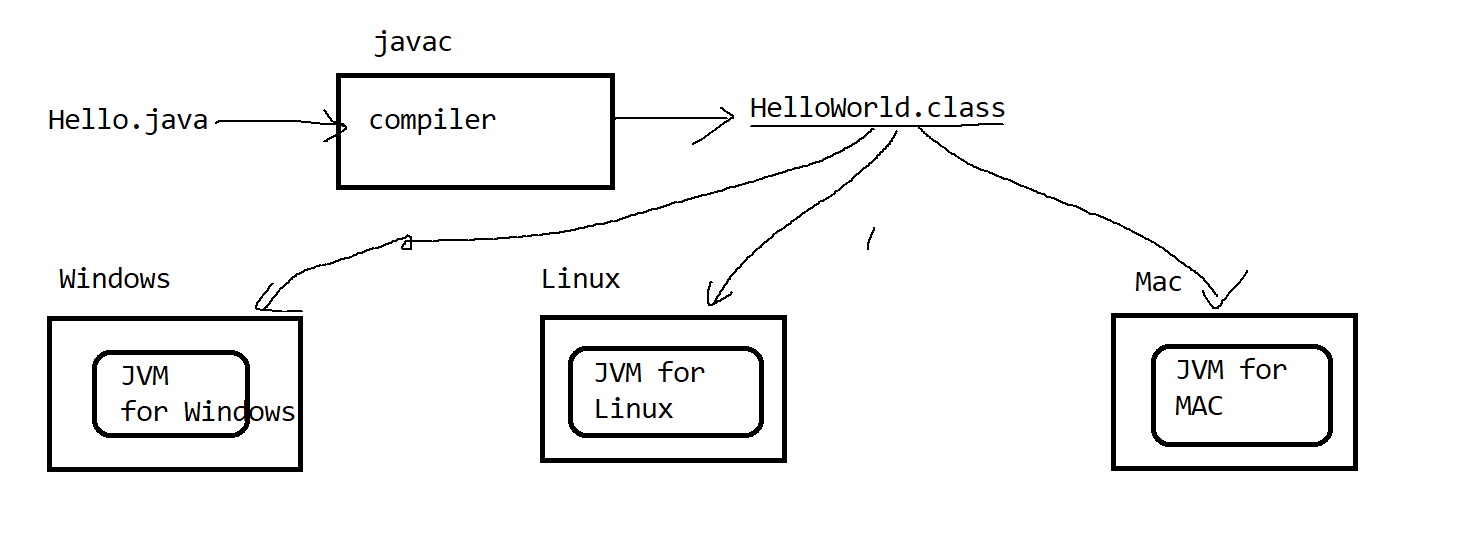 javac
Hello.java
compiler
HelloWorld.class
Windows
Linux
Mac
JVM
for Windows
JVM for
Linux
JVM for
MAC